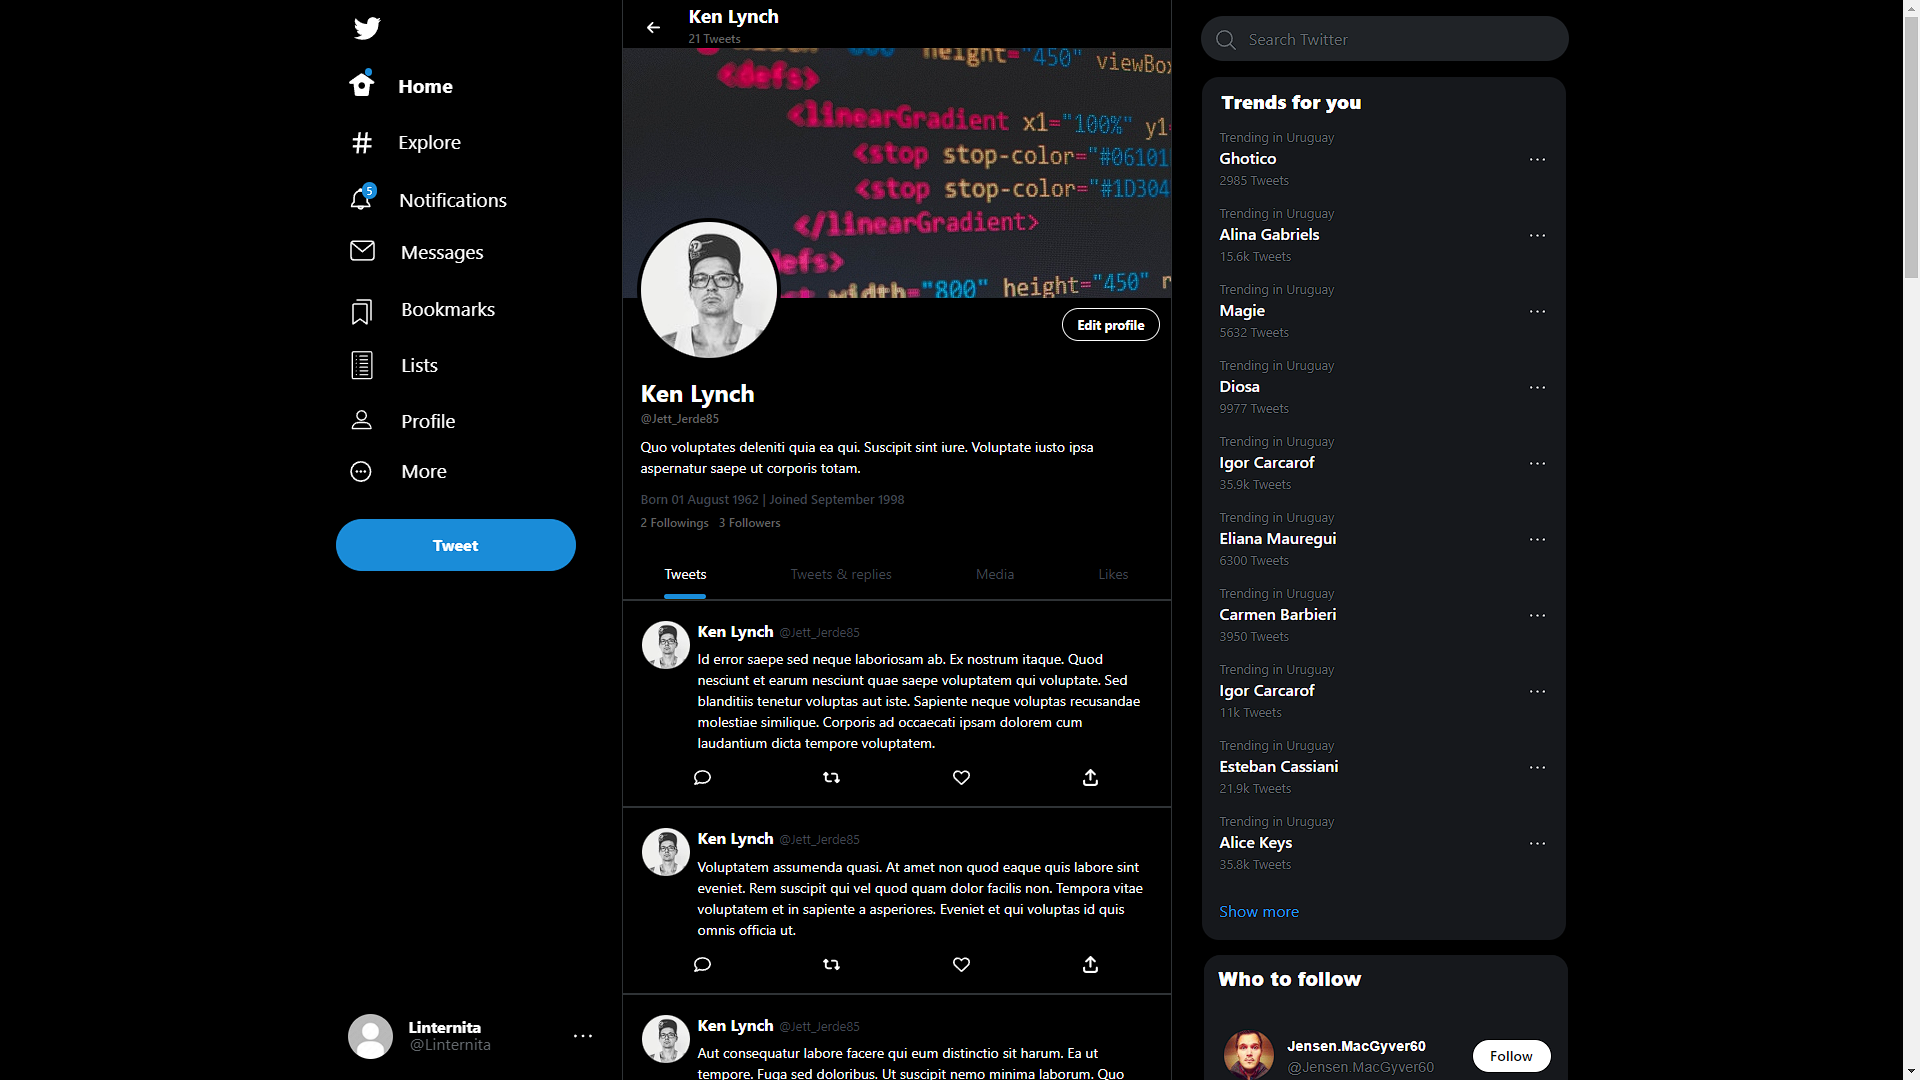 Home
Explore
5
Notifications
Messages
Bookmarks
Lists
Profile
More
Tweet
Linternita
@Linternita
Ken Lynch
21 Tweets
height="450" viewBox
<defs>
<linearGradient x1="100%" y1=
<stop stop-color="#06101
<stop stop-color="#1D304
</linearGradient>
defs>
width="800" height="450"
Edit profile
Ken Lynch
@Jett_Jerde85
Quo voluptates deleniti quia ea qui. Suscipit sint iure. Voluptate iusto ipsa
aspernatur saepe ut corporis totam.
Born 01 August 1962 | Joined September 1998
2 Followings 3 Followers
Tweets
Tweets & replies
Media
Likes
Ken Lynch @Jett_Jerde85
Id error saepe sed neque laboriosam ab. Ex nostrum itaque. Quod
nesciunt et earum nesciunt quae saepe voluptatem qui voluptate. Sed
blanditiis tenetur voluptas aut iste. Sapiente neque voluptas recusandae
molestiae similique. Corporis ad occaecati ipsam dolorem cum
laudantium dicta tempore voluptatem.
Ken Lynch @Jett_Jerde85
Voluptatem assumenda quasi. At amet non quod eaque quis labore sint
eveniet. Rem suscipit qui vel quod quam dolor facilis non. Tempora vitae
voluptatem et in sapiente a asperiores. Eveniet et qui voluptas id quis
omnis officia ut.
Ken Lynch @Jett_Jerde85
Aut consequatur labore facere qui eum distinctio sit harum. Ea ut
tempore. Fuga sed doloribus. Ut suscipit nemo minima laborum. Quo
Search Twitter
Trends for you
Trending in Uruguay
Ghotico
2985 Tweets
Trending in Uruguay
Alina Gabriels
15.6k Tweets
Trending in Uruguay
Magie
5632 Tweets
Trending in Uruguay
Diosa
9977 Tweets
Trending in Uruguay
Igor Carcarof
35.9k Tweets
Trending in Uruguay
Eliana Mauregui
6300 Tweets
Trending in Uruguay
Carmen Barbieri
3950 Tweets
Trending in Uruguay
Igor Carcarof
11k Tweets
Trending in Uruguay
Esteban Cassiani
21.9k Tweets
Trending in Uruguay
Alice Keys
35.8k Tweets
Show more
Who to follow
Jensen.MacGyver60
@Jensen.MacGyver60
Follow